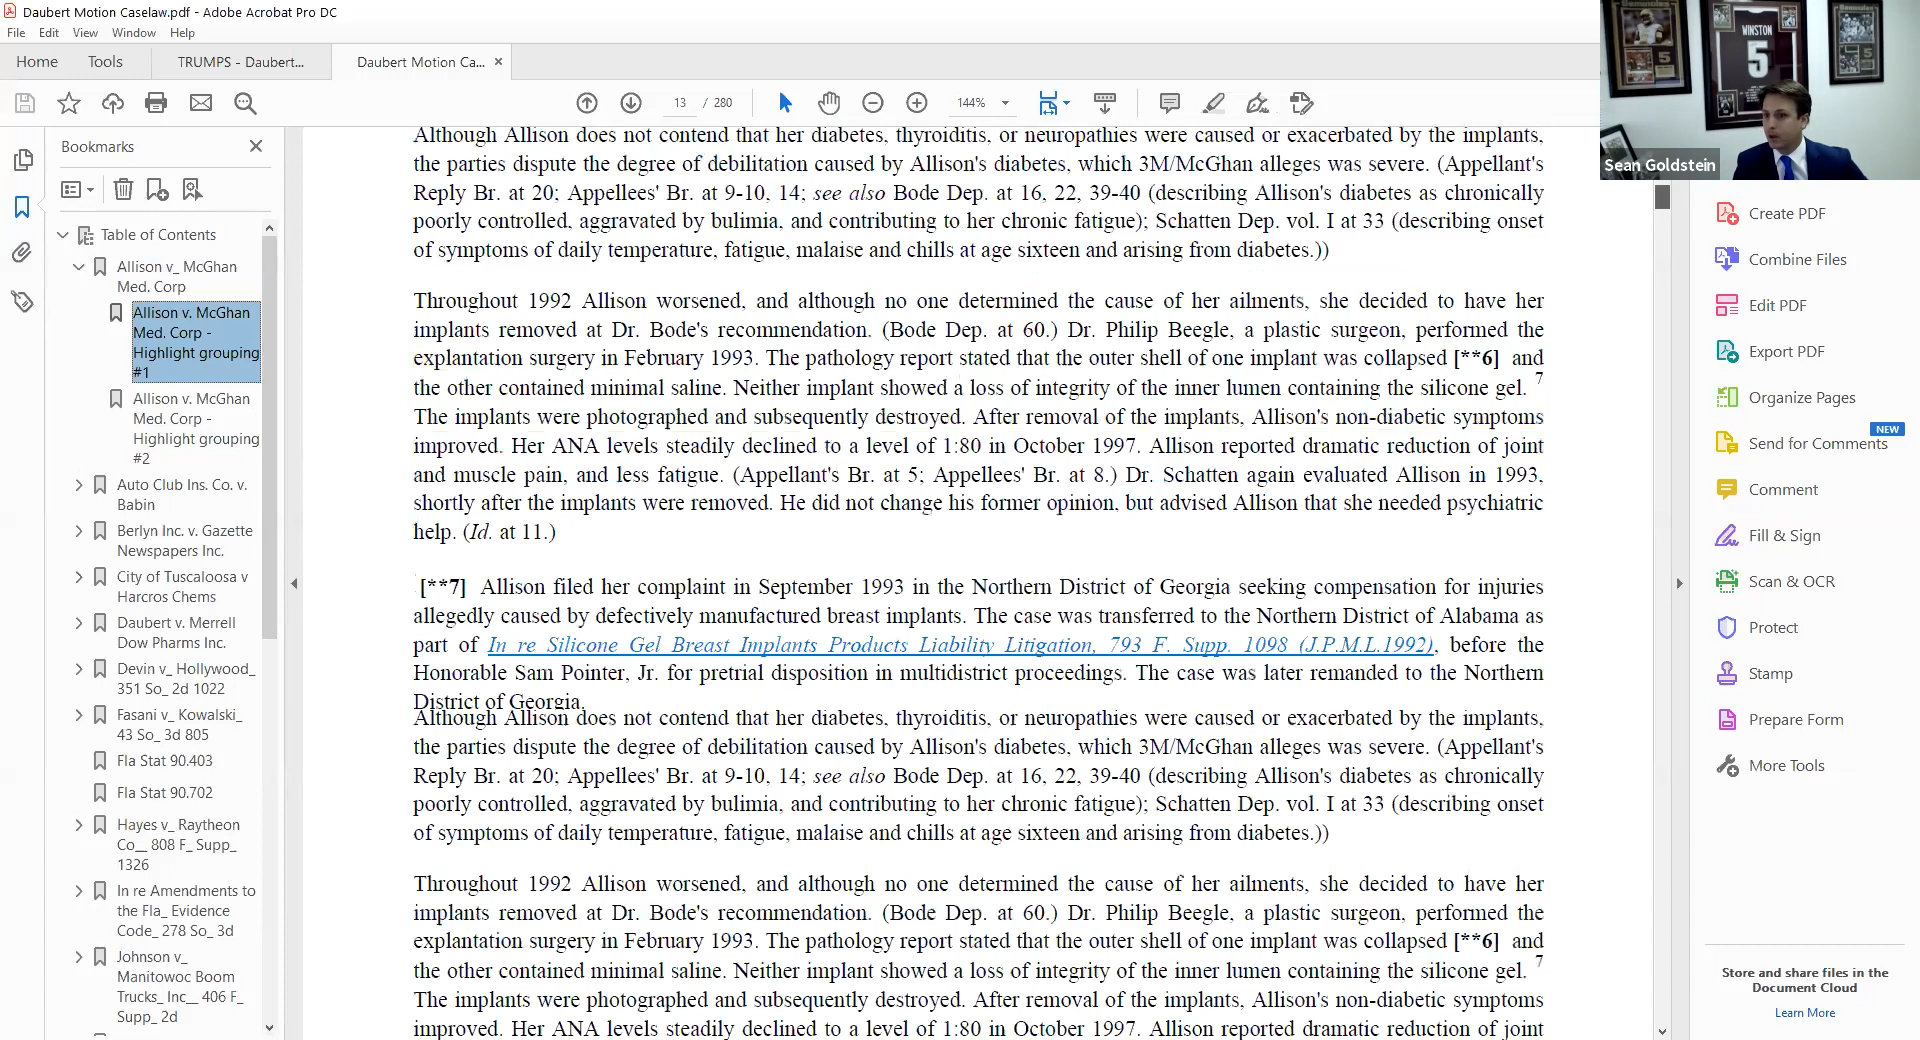 Daubert Motion Caselaw.pdf - Adobe Acrobat Pro DC
File Edit View Window Help
Home Tools TRUMPS - Daubert... Daubert Motion Ca... ×
13 / 280 144%
WINSTON
5
Sean Goldstein
Bookmarks
Table of Contents
Allison v_ McGhan
Med. Corp
Allison v. McGhan
Med. Corp -
Highlight grouping
#1
Allison v. McGhan
Med. Corp -
Highlight grouping
#2
Auto Club Ins. Co. v.
Babin
Berlyn Inc. v. Gazette
Newspapers Inc.
City of Tuscaloosa v
Harcros Chems
Daubert v. Merrell
Dow Pharms Inc.
Devin v_ Hollywood_
351 So_ 2d 1022
Fasani v_ Kowalski_
43 So_ 3d 805
Fla Stat 90.403
Fla Stat 90.702
Hayes v_ Raytheon
Co__ 808 F_ Supp_
1326
In re Amendments to
the Fla_ Evidence
Code_ 278 So_ 3d
Johnson v_
Manitowoc Boom
Trucks_ Inc__ 406 F_
Supp_ 2d
Although Allison does not contend that her diabetes, thyroiditis, or neuropathies were caused or exacerbated by the implants,
the parties dispute the degree of debilitation caused by Allison's diabetes, which 3M/McGhan alleges was severe. (Appellant's
Reply Br. at 20; Appellees' Br. at 9-10, 14; see also Bode Dep. at 16, 22, 39-40 (describing Allison's diabetes as chronically
poorly controlled, aggravated by bulimia, and contributing to her chronic fatigue); Schatten Dep. vol. I at 33 (describing onset
of symptoms of daily temperature, fatigue, malaise and chills at age sixteen and arising from diabetes.))
Throughout 1992 Allison worsened, and although no one determined the cause of her ailments, she decided to have her
implants removed at Dr. Bode's recommendation. (Bode Dep. at 60.) Dr. Philip Beegle, a plastic surgeon, performed the
explantation surgery in February 1993. The pathology report stated that the outer shell of one implant was collapsed [**6] and
the other contained minimal saline. Neither implant showed a loss of integrity of the inner lumen containing the silicone gel. 7
The implants were photographed and subsequently destroyed. After removal of the implants, Allison's non-diabetic symptoms
improved. Her ANA levels steadily declined to a level of 1:80 in October 1997. Allison reported dramatic reduction of joint
and muscle pain, and less fatigue. (Appellant's Br. at 5; Appellees' Br. at 8.) Dr. Schatten again evaluated Allison in 1993,
shortly after the implants were removed. He did not change his former opinion, but advised Allison that she needed psychiatric
help. (Id. at 11.)
[**7] Allison filed her complaint in September 1993 in the Northern District of Georgia seeking compensation for injuries
allegedly caused by defectively manufactured breast implants. The case was transferred to the Northern District of Alabama as
part of In re Silicone Gel Breast Implants Products Liability Litigation, 793 F. Supp. 1098 (J.P.M.L.1992), before the
Honorable Sam Pointer, Jr. for pretrial disposition in multidistrict proceedings. The case was later remanded to the Northern
District of Georgia.
Although Allison does not contend that her diabetes, thyroiditis, or neuropathies were caused or exacerbated by the implants,
the parties dispute the degree of debilitation caused by Allison's diabetes, which 3M/McGhan alleges was severe. (Appellant's
Reply Br. at 20; Appellees' Br. at 9-10, 14; see also Bode Dep. at 16, 22, 39-40 (describing Allison's diabetes as chronically
poorly controlled, aggravated by bulimia, and contributing to her chronic fatigue); Schatten Dep. vol. I at 33 (describing onset
of symptoms of daily temperature, fatigue, malaise and chills at age sixteen and arising from diabetes.))
Throughout 1992 Allison worsened, and although no one determined the cause of her ailments, she decided to have her
implants removed at Dr. Bode's recommendation. (Bode Dep. at 60.) Dr. Philip Beegle, a plastic surgeon, performed the
explantation surgery in February 1993. The pathology report stated that the outer shell of one implant was collapsed [**6] and
the other contained minimal saline. Neither implant showed a loss of integrity of the inner lumen containing the silicone gel. 7
The implants were photographed and subsequently destroyed. After removal of the implants, Allison's non-diabetic symptoms
improved. Her ANA levels steadily declined to a level of 1:80 in October 1997. Allison reported dramatic reduction of joint
Create PDF
Combine Files
Edit PDF
Export PDF
Organize Pages
NEW
Send for Comments
Comment
Fill & Sign
Scan & OCR
Protect
Stamp
Prepare Form
More Tools
Store and share files in the
Document Cloud
Learn More